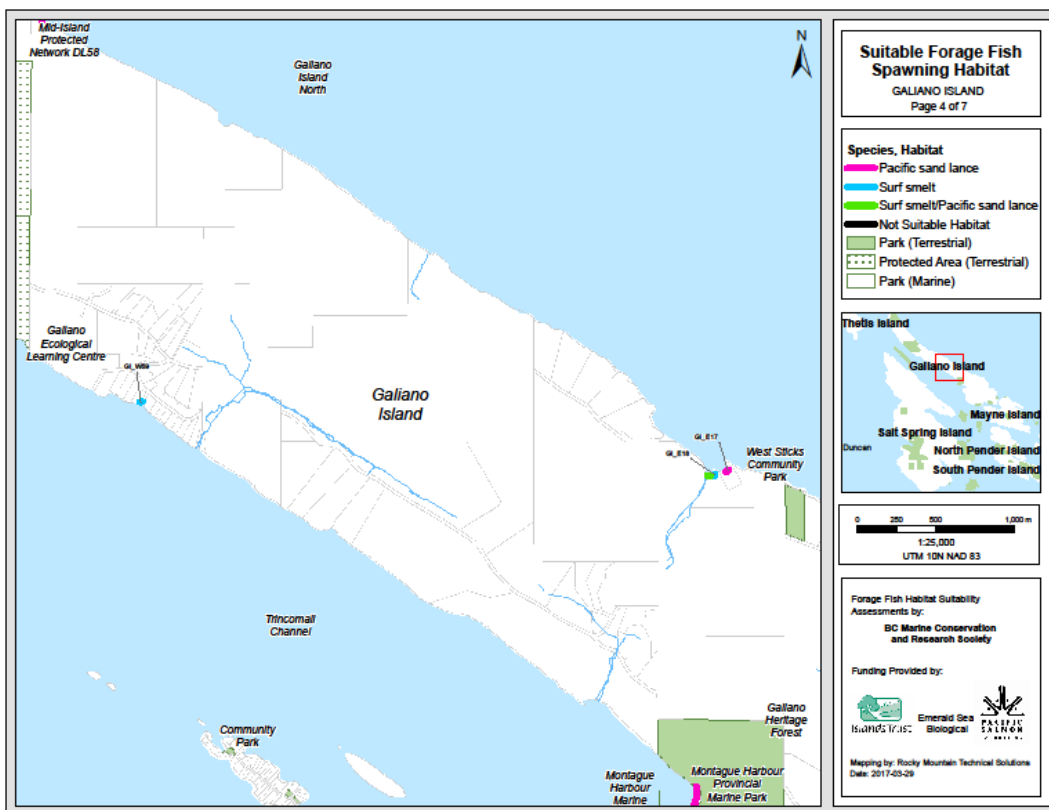 Mid-Island
Protected
Network DL58
Galiano
Island
North
N
Galiano
Ecological
Learning Centre
GI_W59
Galiano
Island
GI_E17
GI_E18
West Sticks
Community
Park
Trincomali
Channel
Community
Park
Galiano
Heritage
Forest
Montague
Harbour
Marine
Montague Harbour
Provincial
Marine Park
Suitable Forage Fish
Spawning Habitat
GALIANO ISLAND
Page 4 of 7
Species, Habitat
Pacific sand lance
Surf smelt
Surf smelt/Pacific sand lance
Not Suitable Habitat
Park (Terrestrial)
Protected Area (Terrestrial)
Park (Marine)
Thetis Island
Galiano Island
Mayne Island
Salt Spring Island
Duncan
North Pender Island
South Pender Island
0 250 500 1,000 m
1:25,000
UTM 10N NAD 83
Forage Fish Habitat Suitability
Assessments by:
BC Marine Conservation
and Research Society
Funding Provided by:
Islands Trust
Emerald Sea
Biological
PACIFIC
SALMON
Mapping by: Rocky Mountain Technical Solutions
Date: 2017-03-29